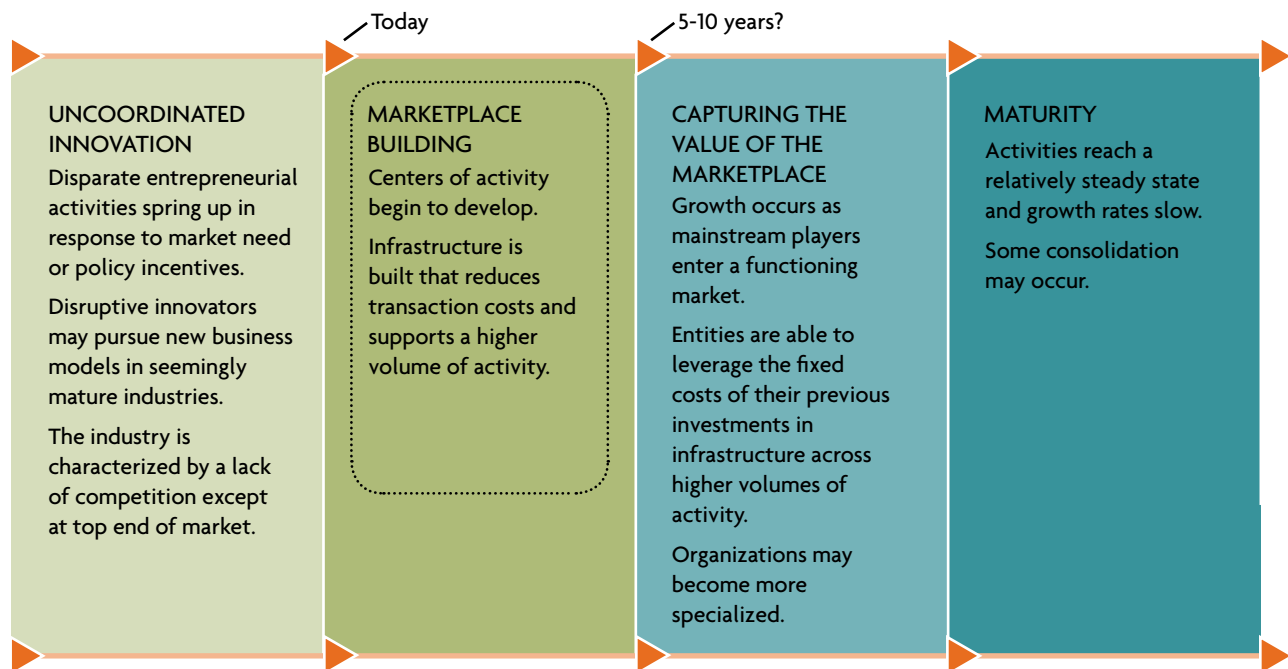 Today
5-10 years?
UNCOORDINATED
INNOVATION
Disparate entrepreneurial
activities spring up in
response to market need
or policy incentives.
Disruptive innovators
may pursue new business
models in seemingly
mature industries.
The industry is
characterized by a lack
of competition except
at top end of market.
MARKETPLACE
BUILDING
Centers of activity
begin to develop.
Infrastructure is
built that reduces
transaction costs and
supports a higher
volume of activity.
CAPTURING THE
VALUE OF THE
MARKETPLACE
Growth occurs as
mainstream players
enter a functioning
market.
Entities are able to
leverage the fixed
costs of their previous
investments in
infrastructure across
higher volumes of
activity.
Organizations may
become more
specialized.
MATURITY
Activities reach a
relatively steady state
and growth rates slow.
Some consolidation
may occur.